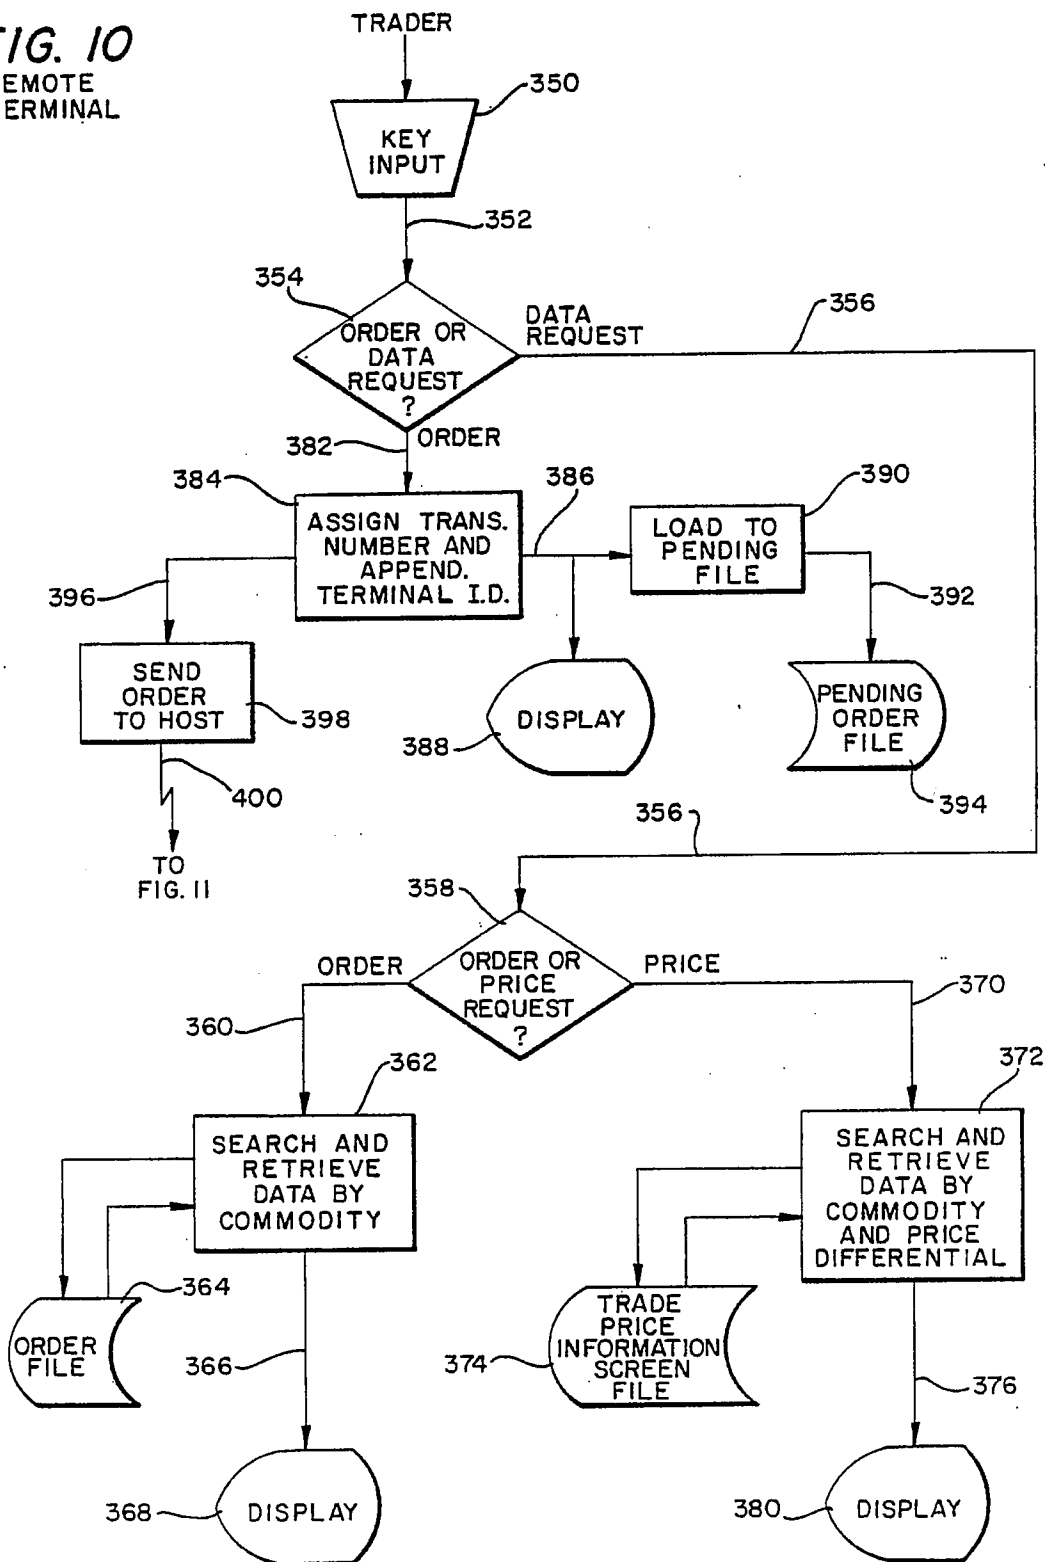 FIG. 10
EMOTE
ERMINAL
TRADER
350
KEY
INPUT
352
354
ORDER OR
DATA
REQUEST
?
DATA
REQUEST
356
382
ORDER
384
ASSIGN TRANS.
NUMBER AND
APPEND.
TERMINAL I.D.
386
390
LOAD TO
PENDING
FILE
392
396
SEND
ORDER
TO HOST
398
388
DISPLAY
PENDING
ORDER
FILE
394
400
TO
FIG. 11
356
358
ORDER
ORDER OR
PRICE
REQUEST
?
PRICE
360
370
362
SEARCH AND
RETRIEVE
DATA BY
COMMODITY
372
SEARCH AND
RETRIEVE
DATA BY
COMMODITY
AND PRICE
DIFFERENTIAL
364
ORDER
FILE
366
374
TRADE
PRICE
INFORMATION
SCREEN
FILE
376
368
DISPLAY
380
DISPLAY